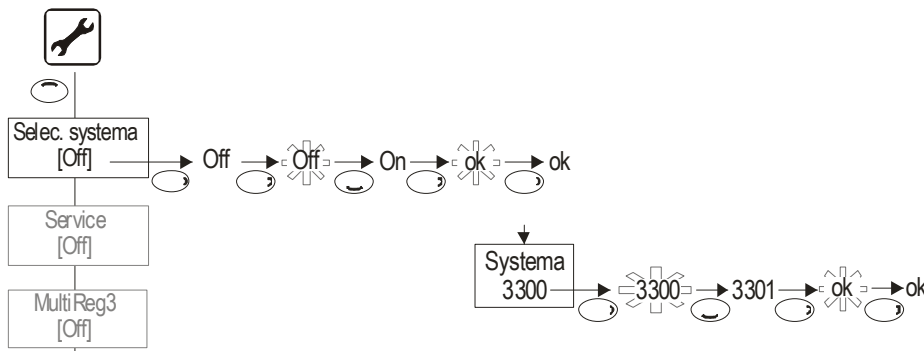 Selec. systema
[Off]
Off
Off
On
ok
ok
Service
[Off]
MultiReg3
[Off]
Systema
3300
3300
3301
ok
ok